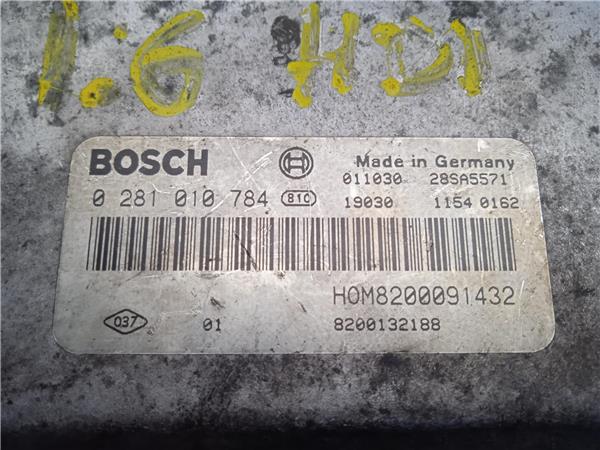 1.6 HDI
BOSCH Made in Germany
011030 28SA5571
0 281 010 784 810 19030 1154 0162
HOM8200091432
037 01 8200132188